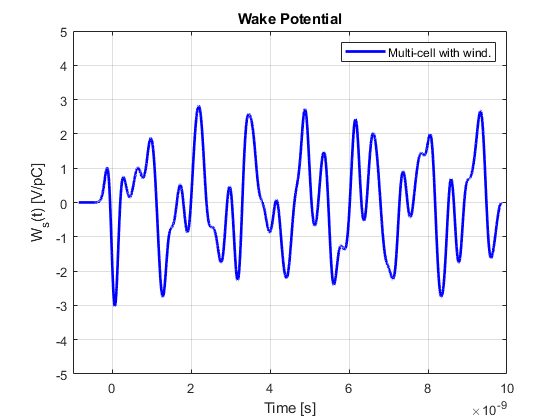 Wake Potential
Multi-cell with wind.
W_s(t) [V/pC]
5
4
3
2
1
0
-1
-2
-3
-4
-5
0 2 4 6 8 10
Time [s]
×10^-9